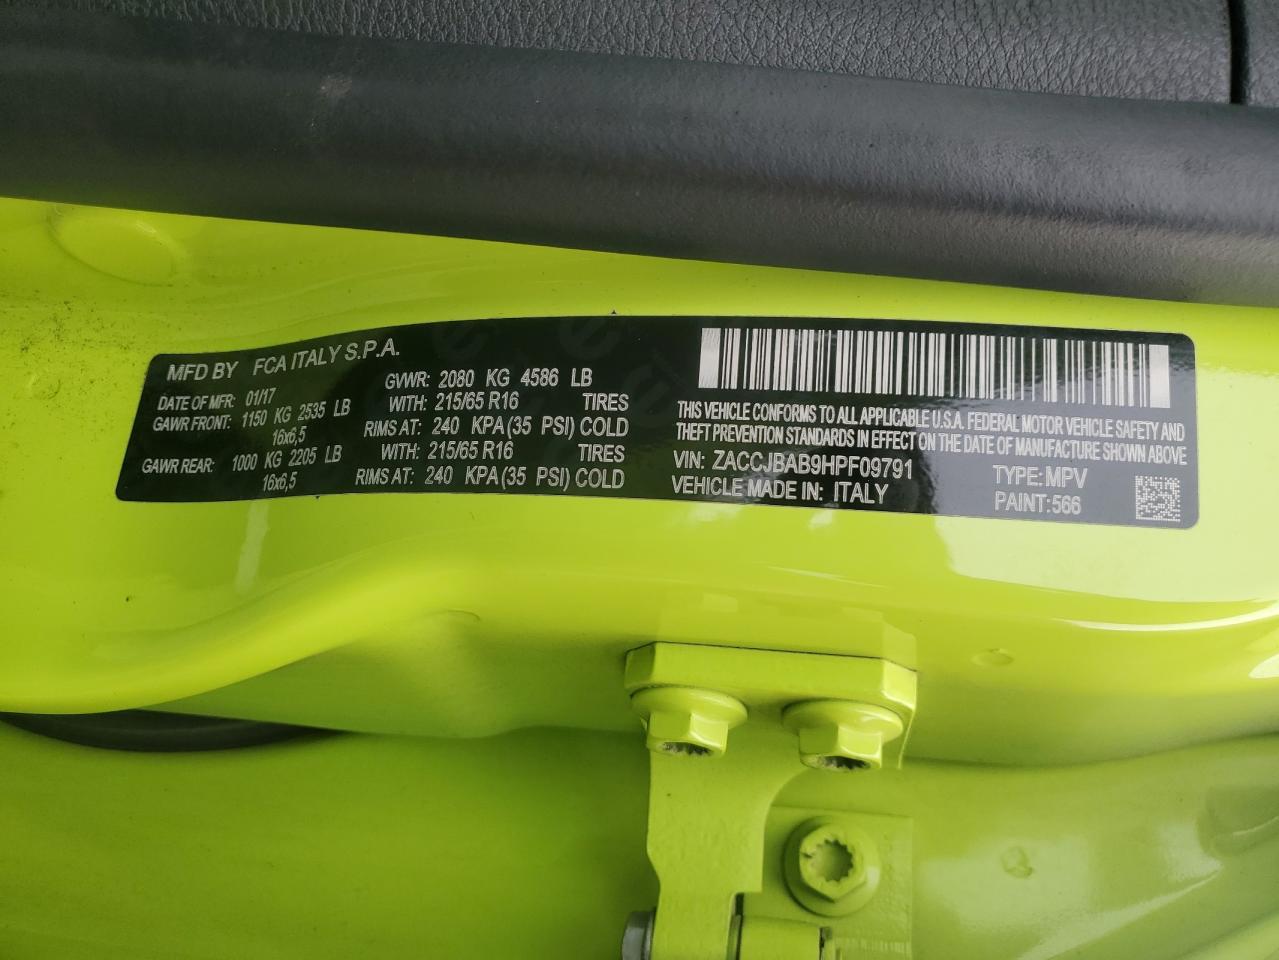 MFD BY FCA ITALY S.P.A.
DATE OF MFR: 01/17 GVWR: 2080 KG 4586 LB
GAWR FRONT: 1150 KG 2535 LB WITH: 215/65 R16 TIRES
16x6,5 RIMS AT: 240 KPA(35 PSI) COLD
GAWR REAR: 1000 KG 2205 LB WITH: 215/65 R16 TIRES
16x6,5 RIMS AT: 240 KPA(35 PSI) COLD
THIS VEHICLE CONFORMS TO ALL APPLICABLE U.S.A. FEDERAL MOTOR VEHICLE SAFETY AND
THEFT PREVENTION STANDARDS IN EFFECT ON THE DATE OF MANUFACTURE SHOWN ABOVE
VIN: ZACCJBAB9HPF09791 TYPE: MPV
VEHICLE MADE IN: ITALY PAINT:566